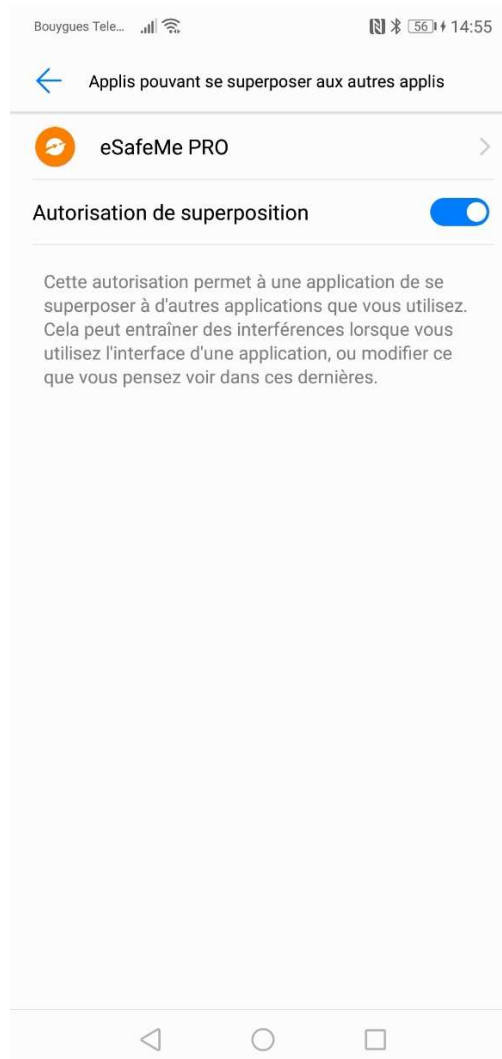 Bouygues Tele... 56 14:55
Applis pouvant se superposer aux autres applis
eSafeMe PRO
Autorisation de superposition
Cette autorisation permet à une application de se
superposer à d'autres applications que vous utilisez.
Cela peut entraîner des interférences lorsque vous
utilisez l'interface d'une application, ou modifier ce
que vous pensez voir dans ces dernières.